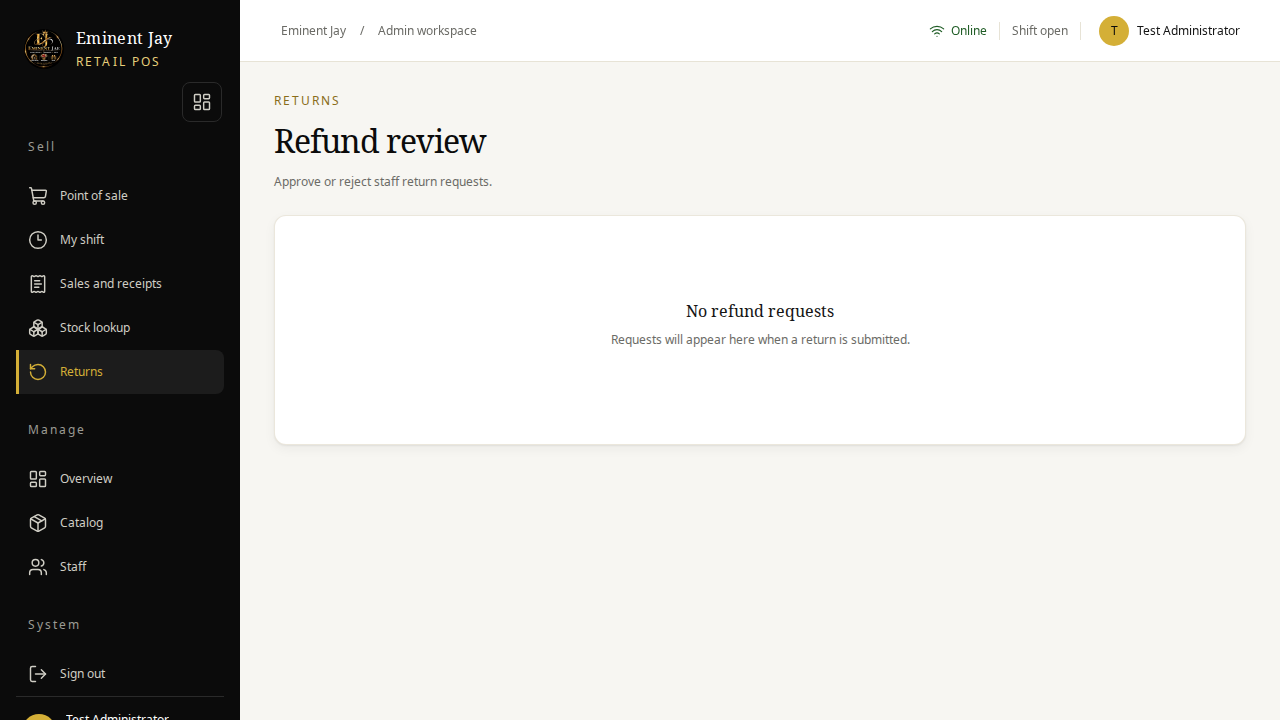 Eminent Jay
RETAIL POS
Sell
Point of sale
My shift
Sales and receipts
Stock lookup
Returns
Manage
Overview
Catalog
Staff
System
Sign out
Test Administrator
Eminent Jay / Admin workspace
Online
Shift open
T
Test Administrator
RETURNS
Refund review
Approve or reject staff return requests.
No refund requests
Requests will appear here when a return is submitted.